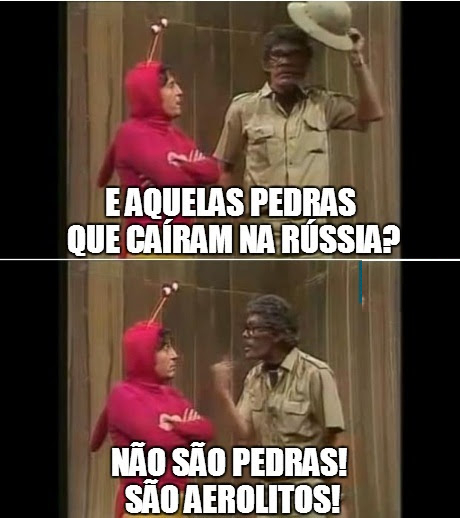 E AQUELAS PEDRAS
QUE CAÍRAM NA RÚSSIA?
NÃO SÃO PEDRAS!
SÃO AEROLITOS!